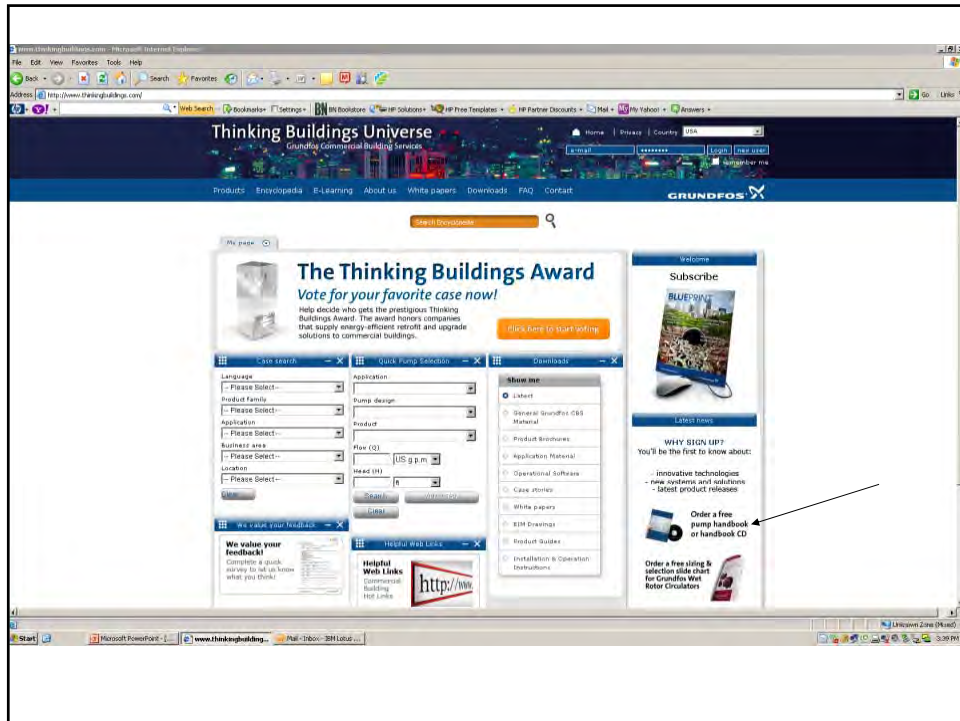 www.thinkingbuildings.com - Microsoft Internet Explorer
File Edit View Favorites Tools Help
Back Search Favorites
Address http://www.thinkingbuildings.com/ Go Links
Web Search Bookmarks Settings BN BN Bookstore HP Solutions HP Free Templates HP Partner Discounts Mail My Yahoo! Answers
Thinking Buildings Universe
Grundfos Commercial Building Services
Home | Privacy | Country USA
e-mail ******** Login new user
Remember me
Products Encyclopedia E-Learning About us White papers Downloads FAQ Contact
GRUNDFOS
Search Encyclopedia
My page
The Thinking Buildings Award
Vote for your favorite case now!
Help decide who gets the prestigious Thinking
Buildings Award. The award honors companies
that supply energy-efficient retrofit and upgrade
solutions to commercial buildings.
Click here to start voting
Case search
Language
-- Please Select--
Product family
-- Please Select--
Application
-- Please Select--
Business area
-- Please Select--
Location
-- Please Select--
Clear
We value your feedback
We value your
feedback!
Complete a quick
survey to let us know
what you think!
Quick Pump Selection
Application
Pump design
Product
Flow (Q)
US g.p.m
Head (H)
ft
Search
Clear
Helpful Web Links
Helpful
Web Links
Commercial
Building
Hot Links
http://www.
Downloads
Show me
Latest
General Grundfos CBS
Material
Product Brochures
Application Material
Operational Software
Case stories
White papers
BIM Drawings
Product Guides
Installation & Operation
Instructions
Welcome
Subscribe
BLUEPRINT
Latest news
WHY SIGN UP?
You'll be the first to know about:
- innovative technologies
- new systems and solutions
- latest product releases
Order a free
pump handbook
or handbook CD
Order a free sizing &
selection slide chart
for Grundfos Wet
Rotor Circulators
Unknown Zone (Mixed)
Start Microsoft PowerPoint - [... www.thinkingbuilding... Mail - Inbox - IBM Lotus ... 3:39 PM